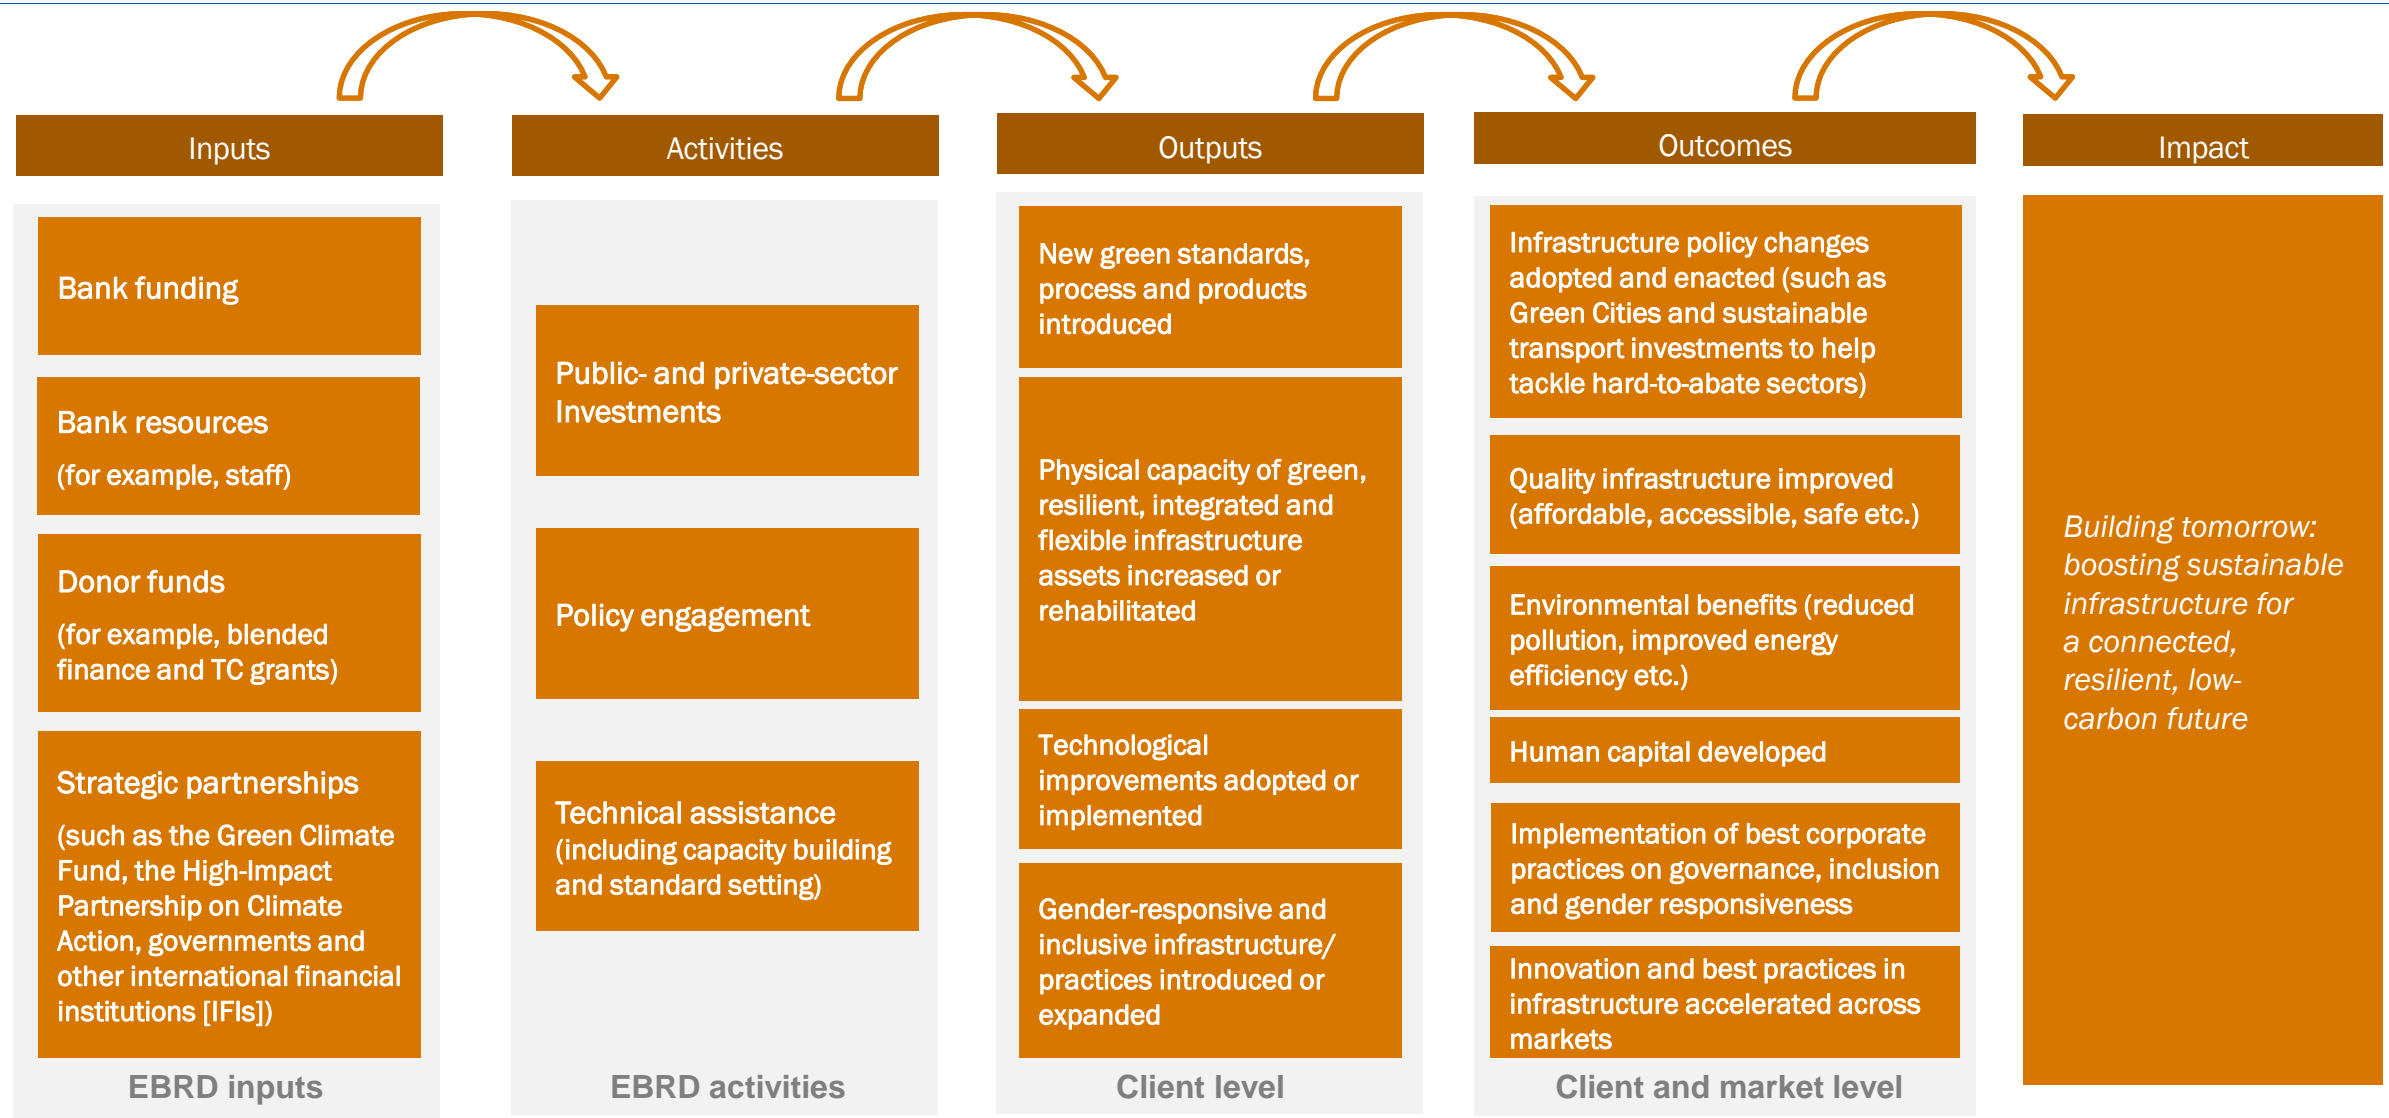 Inputs
Bank funding
Bank resources
(for example, staff)
Donor funds
(for example, blended
finance and TC grants)
Strategic partnerships
(such as the Green Climate
Fund, the High-Impact
Partnership on Climate
Action, governments and
other international financial
institutions [IFIs])
EBRD inputs
Activities
Public- and private-sector
Investments
Policy engagement
Technical assistance
(including capacity building
and standard setting)
EBRD activities
Outputs
New green standards,
process and products
introduced
Physical capacity of green,
resilient, integrated and
flexible infrastructure
assets increased or
rehabilitated
Technological
improvements adopted or
implemented
Gender-responsive and
inclusive infrastructure/
practices introduced or
expanded
Client level
Outcomes
Infrastructure policy changes
adopted and enacted (such as
Green Cities and sustainable
transport investments to help
tackle hard-to-abate sectors)
Quality infrastructure improved
(affordable, accessible, safe etc.)
Environmental benefits (reduced
pollution, improved energy
efficiency etc.)
Human capital developed
Implementation of best corporate
practices on governance, inclusion
and gender responsiveness
Innovation and best practices in
infrastructure accelerated across
markets
Client and market level
Impact
Building tomorrow:
boosting sustainable
infrastructure for
a connected,
resilient, low-
carbon future